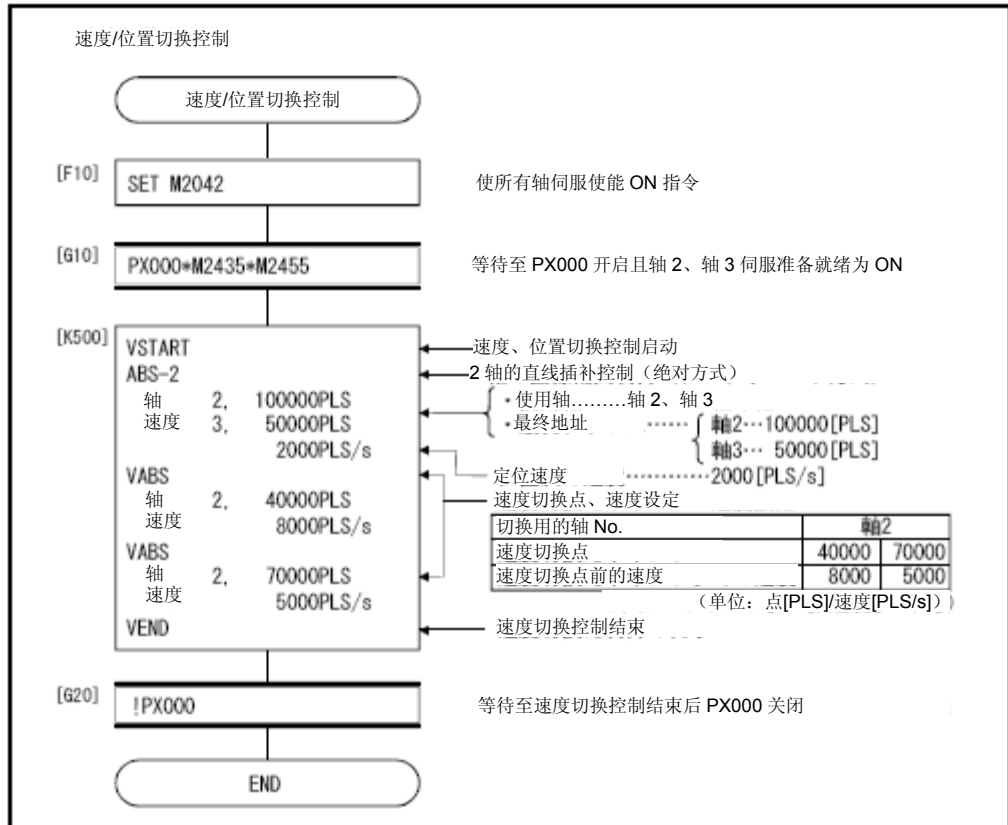 速度/位置切换控制
速度/位置切换控制
[F10]
SET M2042
使所有轴伺服使能 ON 指令
[G10]
PX000*M2435*M2455
等待至 PX000 开启且轴 2、轴 3 伺服准备就绪为 ON
[K500]
VSTART
速度、位置切换控制启动
ABS-2
2 轴的直线插补控制（绝对方式）
轴 2, 100000PLS
・使用轴………轴 2、轴 3
速度 3, 50000PLS
・最终地址 …… 軸2…100000[PLS]
軸3… 50000[PLS]
2000PLS/s
定位速度 …………2000[PLS/s]
VABS
速度切换点、速度设定
轴 2, 40000PLS
速度 8000PLS/s
VABS
轴 2, 70000PLS
速度 5000PLS/s
切换用的轴 No. 軸2
速度切换点 40000 70000
速度切换点前的速度 8000 5000
（单位：点[PLS]/速度[PLS/s]）
VEND
速度切换控制结束
[G20]
!PX000
等待至速度切换控制结束后 PX000 关闭
END